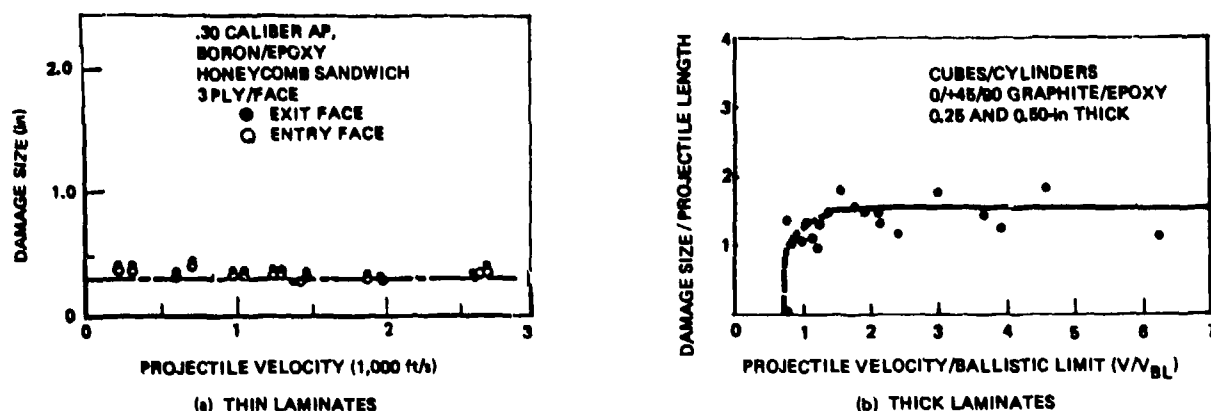 .30 CALIBER AP,
BORON/EPOXY
HONEYCOMB SANDWICH
3 PLY/FACE
● EXIT FACE
○ ENTRY FACE
DAMAGE SIZE (in)
2.0
1.0
0
0 1 2 3
PROJECTILE VELOCITY (1,000 ft/s)
(a) THIN LAMINATES
CUBES/CYLINDERS
0/+45/90 GRAPHITE/EPOXY
0.25 AND 0.50-in THICK
DAMAGE SIZE/PROJECTILE LENGTH
4
3
2
1
0 1 2 3 4 5 6 7
PROJECTILE VELOCITY/BALLISTIC LIMIT (V/VBL)
(b) THICK LAMINATES